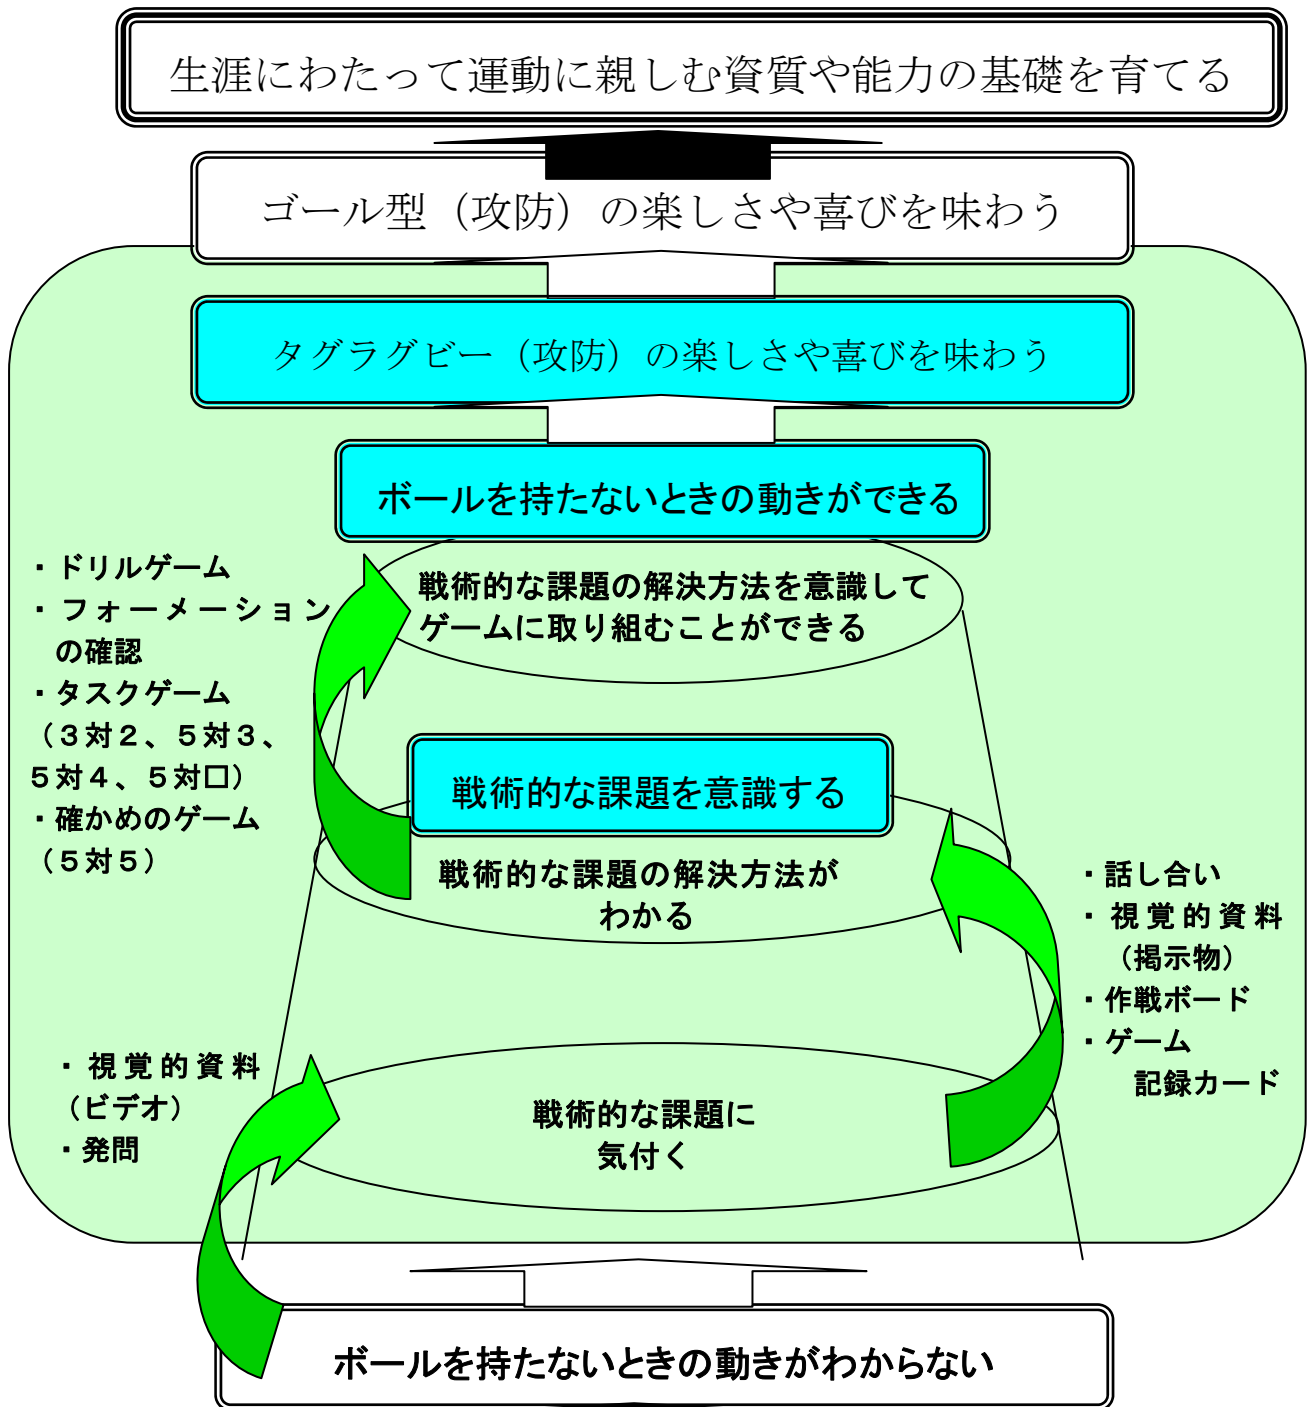 生涯にわたって運動に親しむ資質や能力の基礎を育てる
ゴール型（攻防）の楽しさや喜びを味わう
タグラグビー（攻防）の楽しさや喜びを味わう
ボールを持たないときの動きができる
・ドリルゲーム
・フォーメーション
の確認
・タスクゲーム
（３対２、５対３、
５対４、５対□）
・確かめのゲーム
（５対５）
戦術的な課題の解決方法を意識して
ゲームに取り組むことができる
戦術的な課題を意識する
戦術的な課題の解決方法が
わかる
・話し合い
・視覚的資料
（掲示物）
・作戦ボード
・ゲーム
記録カード
・視覚的資料
（ビデオ）
・発問
戦術的な課題に
気付く
ボールを持たないときの動きがわからない